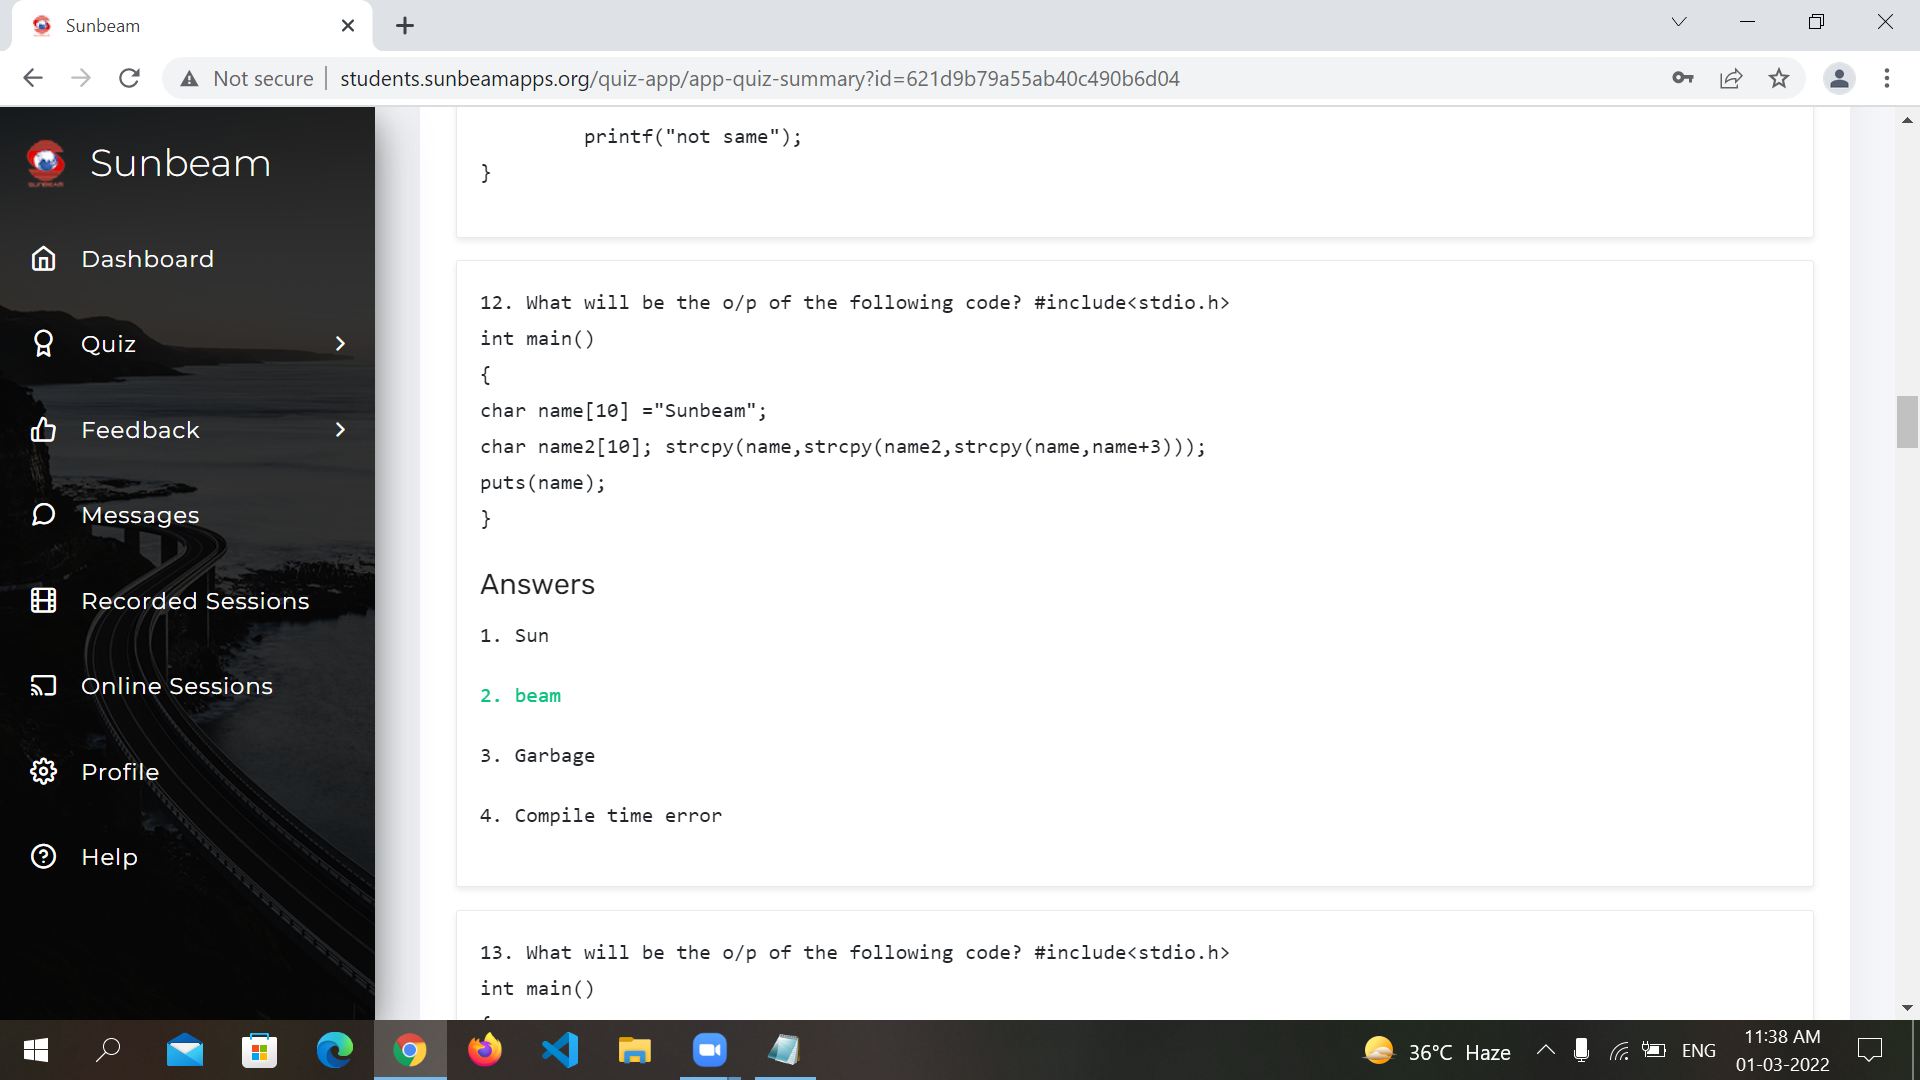 Sunbeam
Not secure
students.sunbeamapps.org/quiz-app/app-quiz-summary?id=621d9b79a55ab40c490b6d04
SUNBEAM
Sunbeam
Dashboard
Quiz
Feedback
Messages
Recorded Sessions
Online Sessions
Profile
Help
printf("not same");
}
12. What will be the o/p of the following code? #include<stdio.h>
int main()
{
char name[10] ="Sunbeam";
char name2[10]; strcpy(name,strcpy(name2,strcpy(name,name+3)));
puts(name);
}
Answers
1. Sun
2. beam
3. Garbage
4. Compile time error
13. What will be the o/p of the following code? #include<stdio.h>
int main()
{
36°C Haze
ENG
11:38 AM
01-03-2022